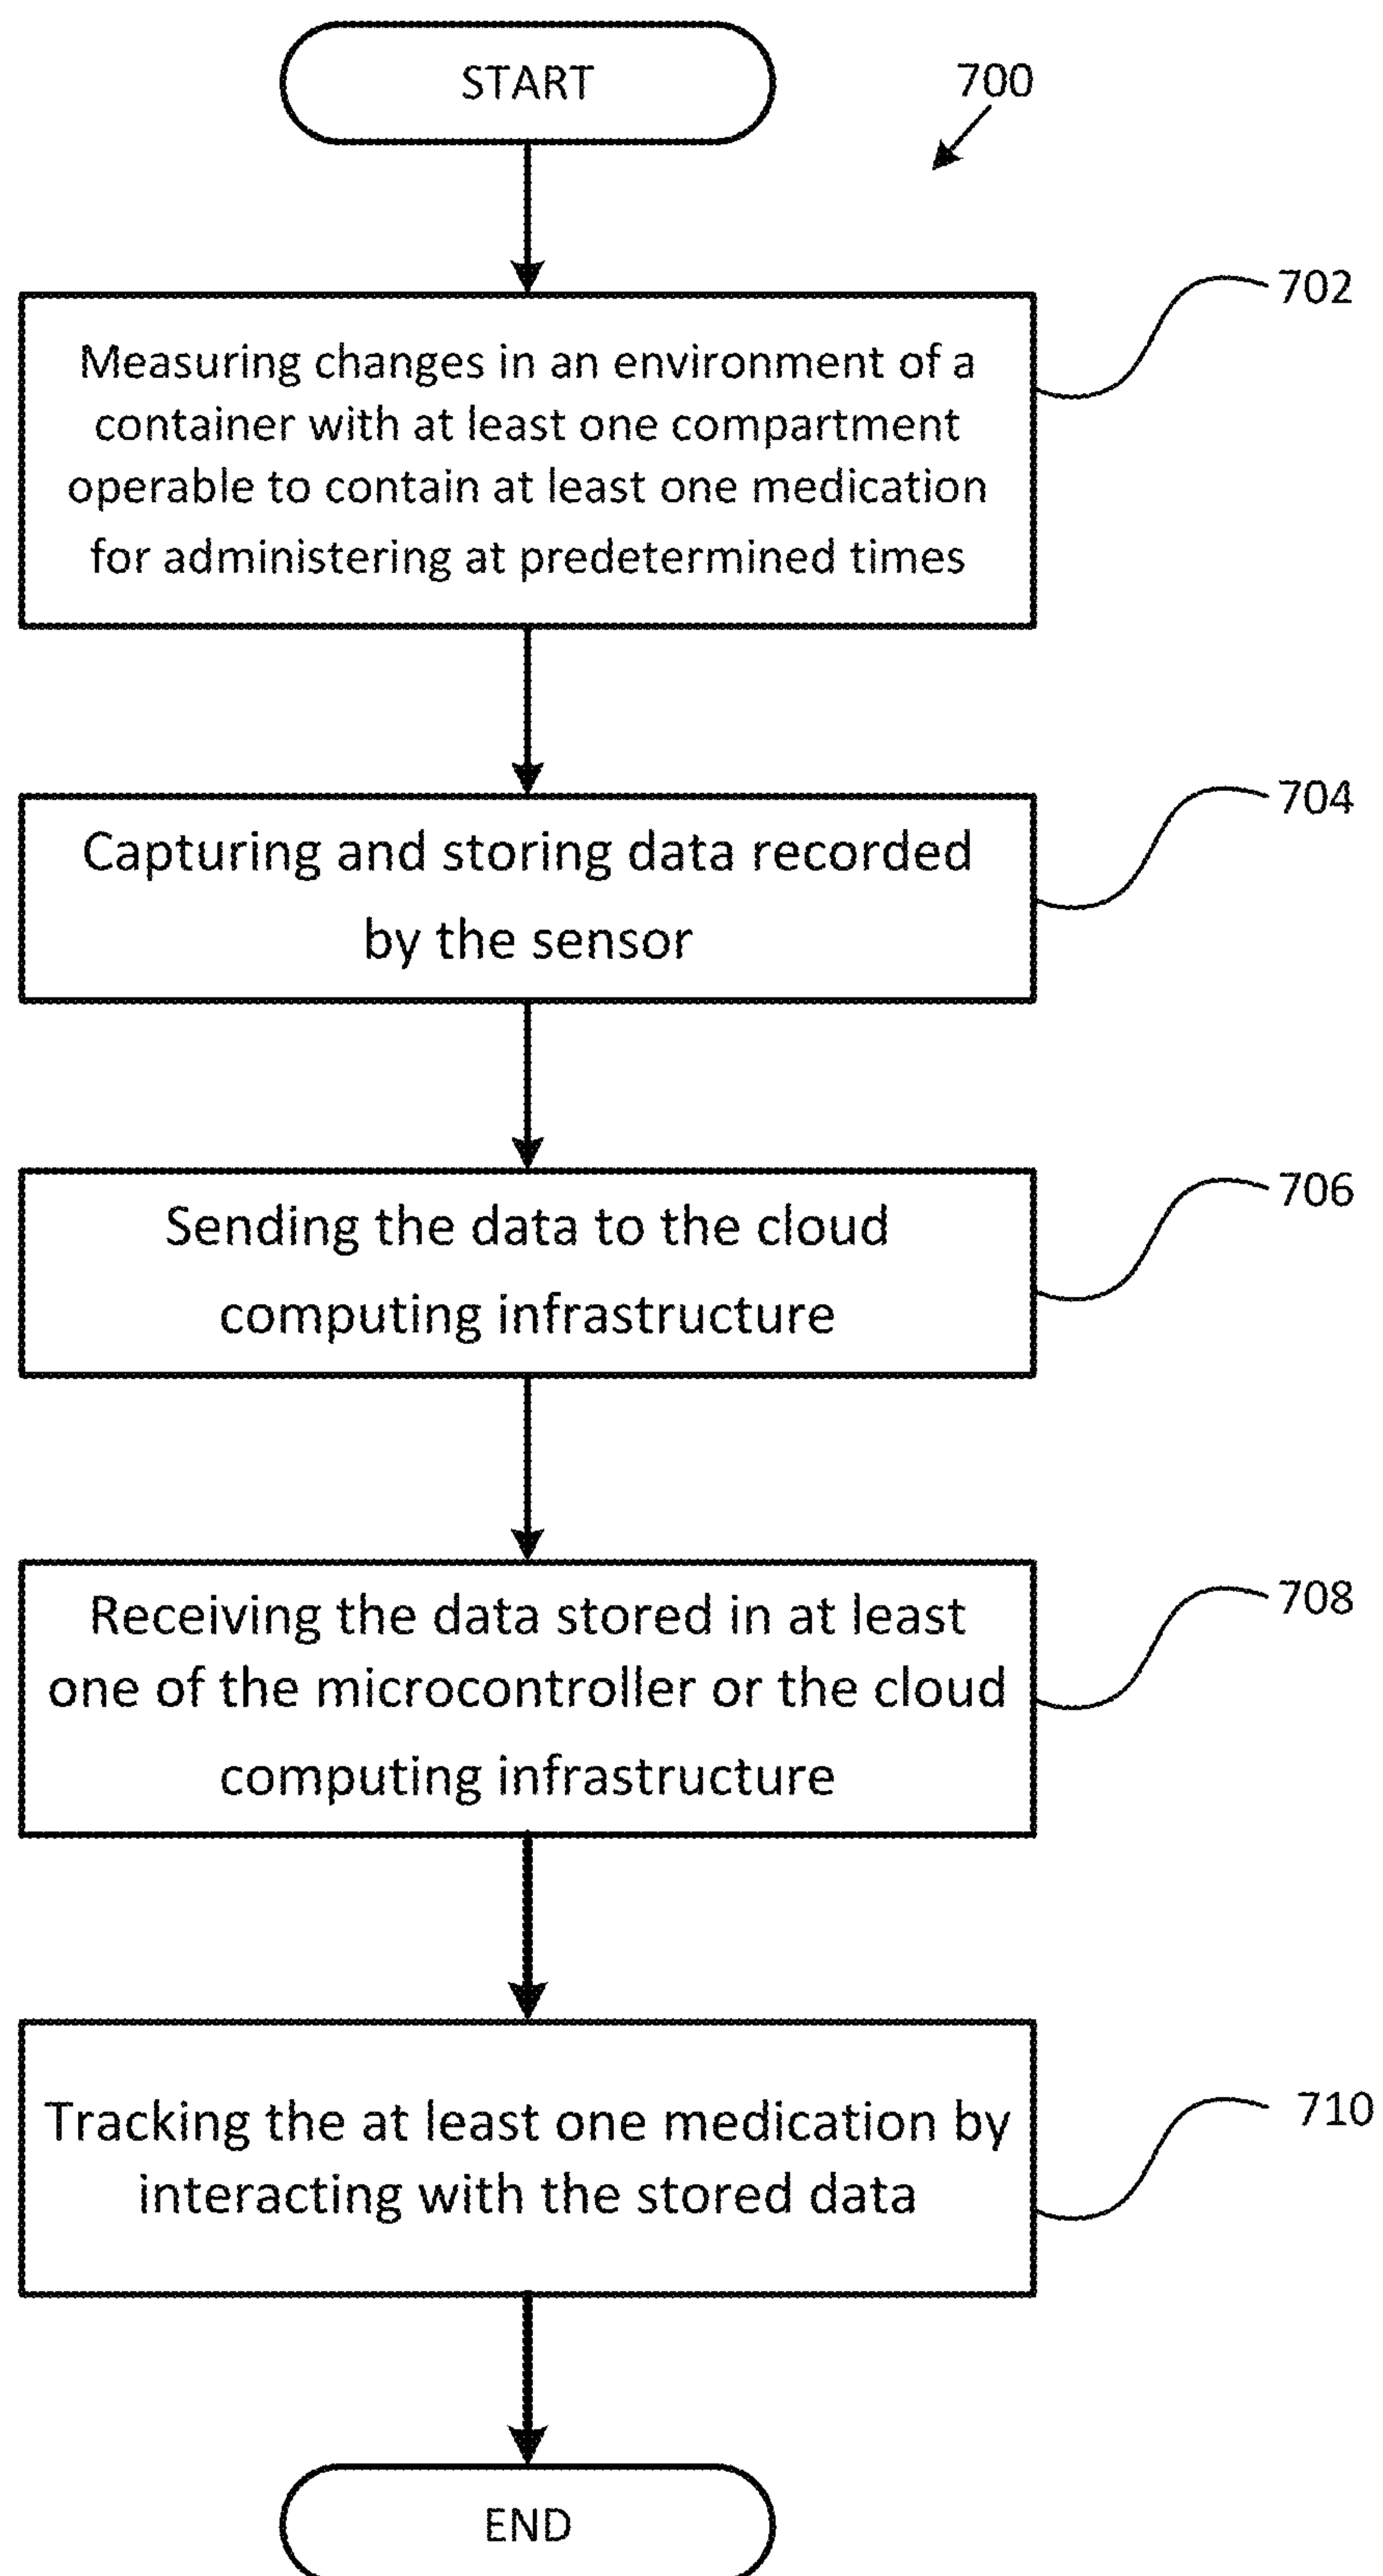 START
700
702
Measuring changes in an environment of a
container with at least one compartment
operable to contain at least one medication
for administering at predetermined times
704
Capturing and storing data recorded
by the sensor
706
Sending the data to the cloud
computing infrastructure
708
Receiving the data stored in at least
one of the microcontroller or the cloud
computing infrastructure
710
Tracking the at least one medication by
interacting with the stored data
END